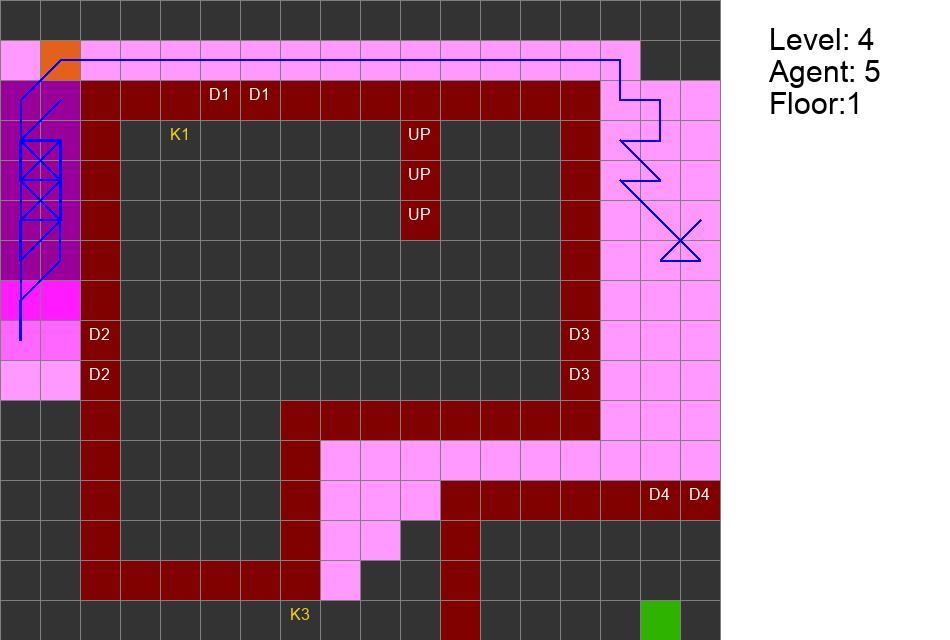 Level: 4
Agent: 5
Floor:1
D1 D1
K1 UP
UP
UP
D2 D3
D2 D3
D4 D4
K3